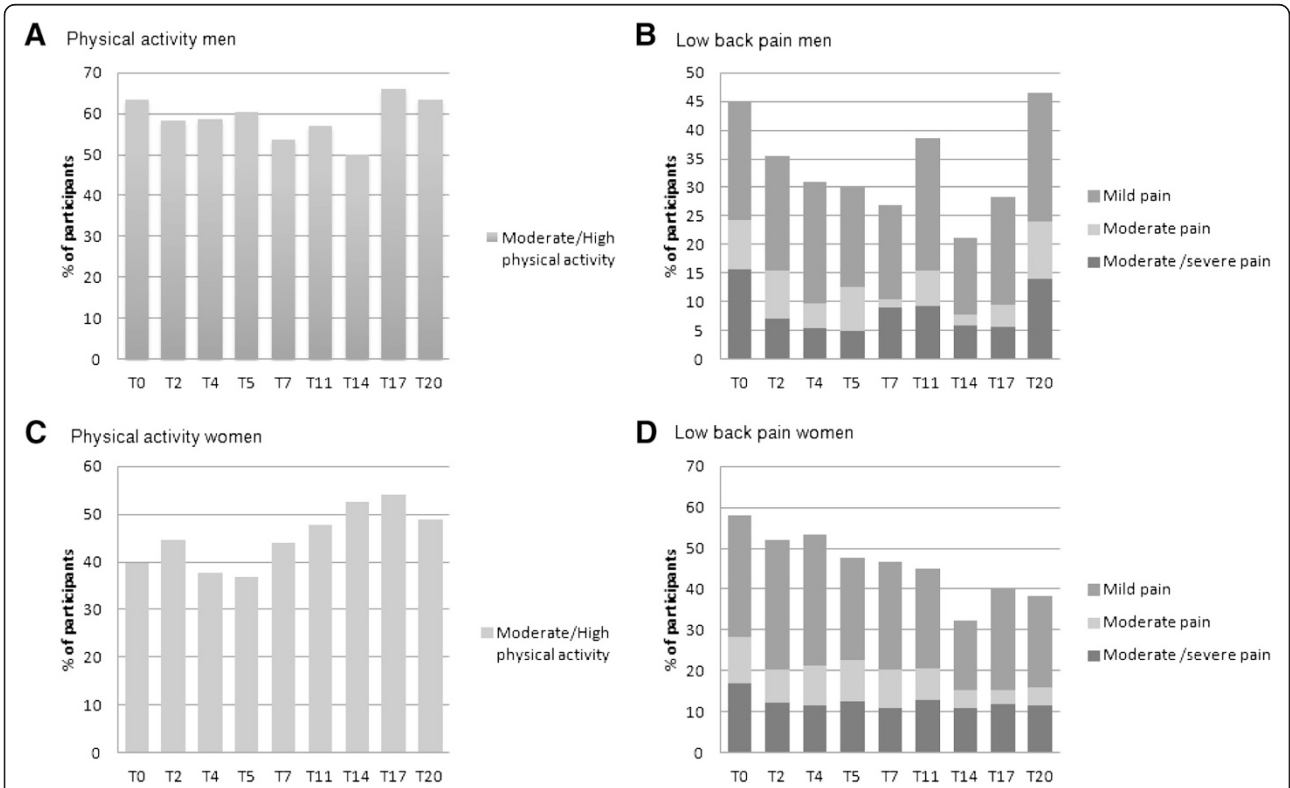 A Physical activity men
70
60
50
40
30
20
10
0
% of participants
T0 T2 T4 T5 T7 T11 T14 T17 T20
Moderate/High
physical activity
B Low back pain men
50
45
40
35
30
25
20
15
10
5
0
% of participants
T0 T2 T4 T5 T7 T11 T14 T17 T20
Mild pain
Moderate pain
Moderate /severe pain
C Physical activity women
60
50
40
30
20
10
0
% of participants
T0 T2 T4 T5 T7 T11 T14 T17 T20
Moderate/High
physical activity
D Low back pain women
70
60
50
40
30
20
10
0
% of participants
T0 T2 T4 T5 T7 T11 T14 T17 T20
Mild pain
Moderate pain
Moderate /severe pain